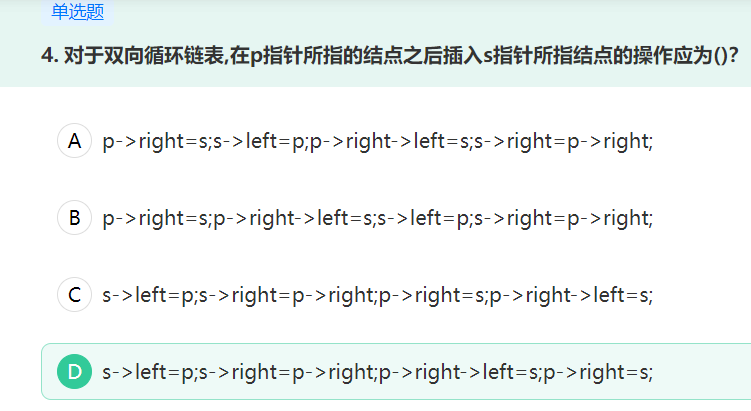 单选题
4. 对于双向循环链表,在p指针所指的结点之后插入s指针所指结点的操作应为()?
A p->right=s;s->left=p;p->right->left=s;s->right=p->right;
B p->right=s;p->right->left=s;s->left=p;s->right=p->right;
C s->left=p;s->right=p->right;p->right=s;p->right->left=s;
D s->left=p;s->right=p->right;p->right->left=s;p->right=s;